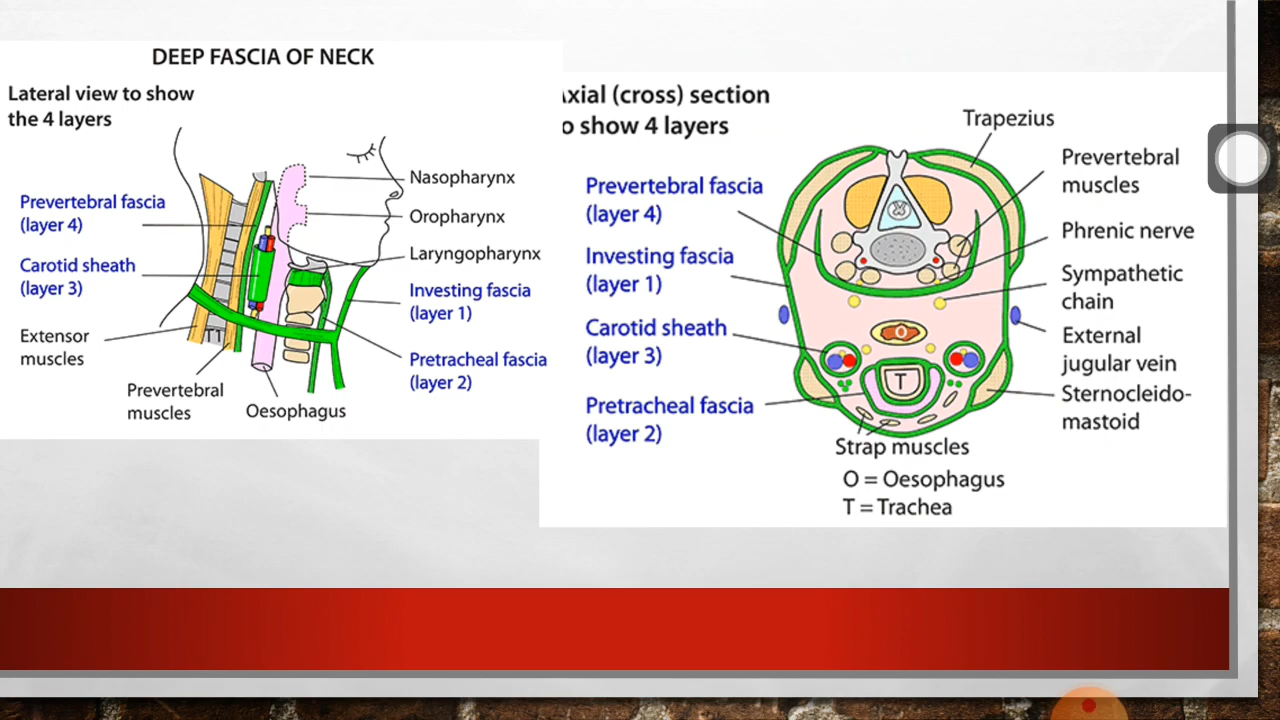 DEEP FASCIA OF NECK
Lateral view to show
the 4 layers
Prevertebral fascia
(layer 4)
Carotid sheath
(layer 3)
Extensor
muscles
Prevertebral
muscles
Oesophagus
T1
Nasopharynx
Oropharynx
Laryngopharynx
Investing fascia
(layer 1)
Pretracheal fascia
(layer 2)
xial (cross) section
o show 4 layers
Prevertebral fascia
(layer 4)
Investing fascia
(layer 1)
Carotid sheath
(layer 3)
Pretracheal fascia
(layer 2)
Trapezius
Prevertebral
muscles
Phrenic nerve
Sympathetic
chain
External
jugular vein
Sternocleido-
mastoid
O
T
Strap muscles
O = Oesophagus
T = Trachea